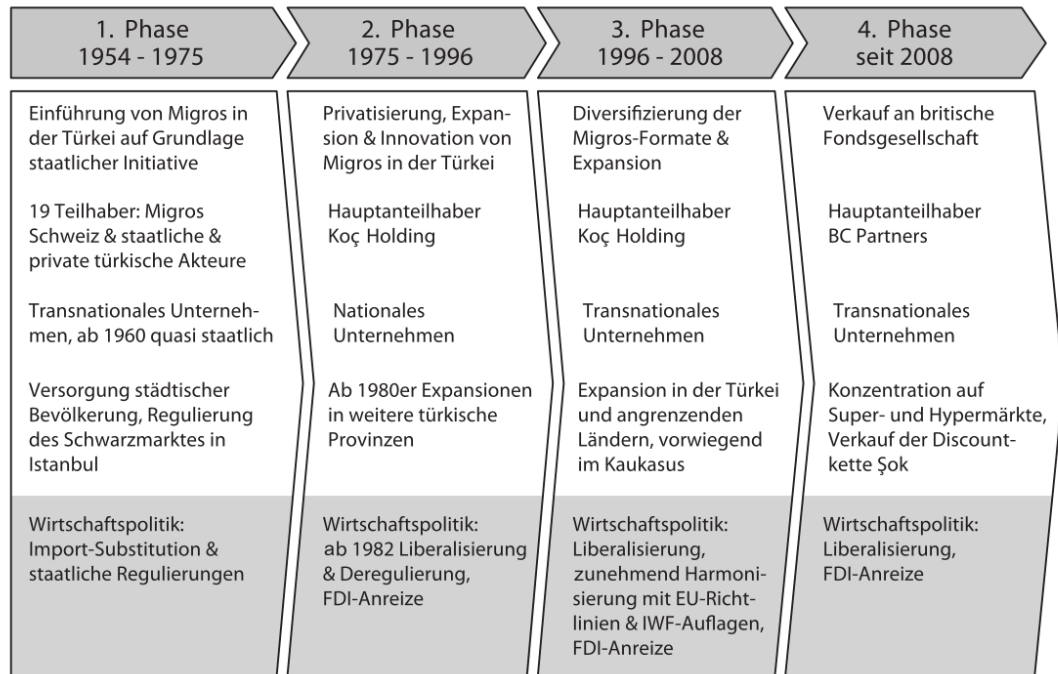 1. Phase
1954 - 1975
2. Phase
1975 - 1996
3. Phase
1996 - 2008
4. Phase
seit 2008
Einführung von Migros in
der Türkei auf Grundlage
staatlicher Initiative
19 Teilhaber: Migros
Schweiz & staatliche &
private türkische Akteure
Transnationales Unterneh-
men, ab 1960 quasi staatlich
Versorgung städtischer
Bevölkerung, Regulierung
des Schwarzmarktes in
Istanbul
Wirtschaftspolitik:
Import-Substitution &
staatliche Regulierungen
Privatisierung, Expan-
sion & Innovation von
Migros in der Türkei
Hauptanteilhaber
Koç Holding
Nationales
Unternehmen
Ab 1980er Expansionen
in weitere türkische
Provinzen
Wirtschaftspolitik:
ab 1982 Liberalisierung
& Deregulierung,
FDI-Anreize
Diversifizierung der
Migros-Formate &
Expansion
Hauptanteilhaber
Koç Holding
Transnationales
Unternehmen
Expansion in der Türkei
und angrenzenden
Ländern, vorwiegend
im Kaukasus
Wirtschaftspolitik:
Liberalisierung,
zunehmend Harmoni-
sierung mit EU-Richt-
linien & IWF-Auflagen,
FDI-Anreize
Verkauf an britische
Fondsgesellschaft
Hauptanteilhaber
BC Partners
Transnationales
Unternehmen
Konzentration auf
Super- und Hypermärkte,
Verkauf der Discount-
kette Şok
Wirtschaftspolitik:
Liberalisierung,
FDI-Anreize